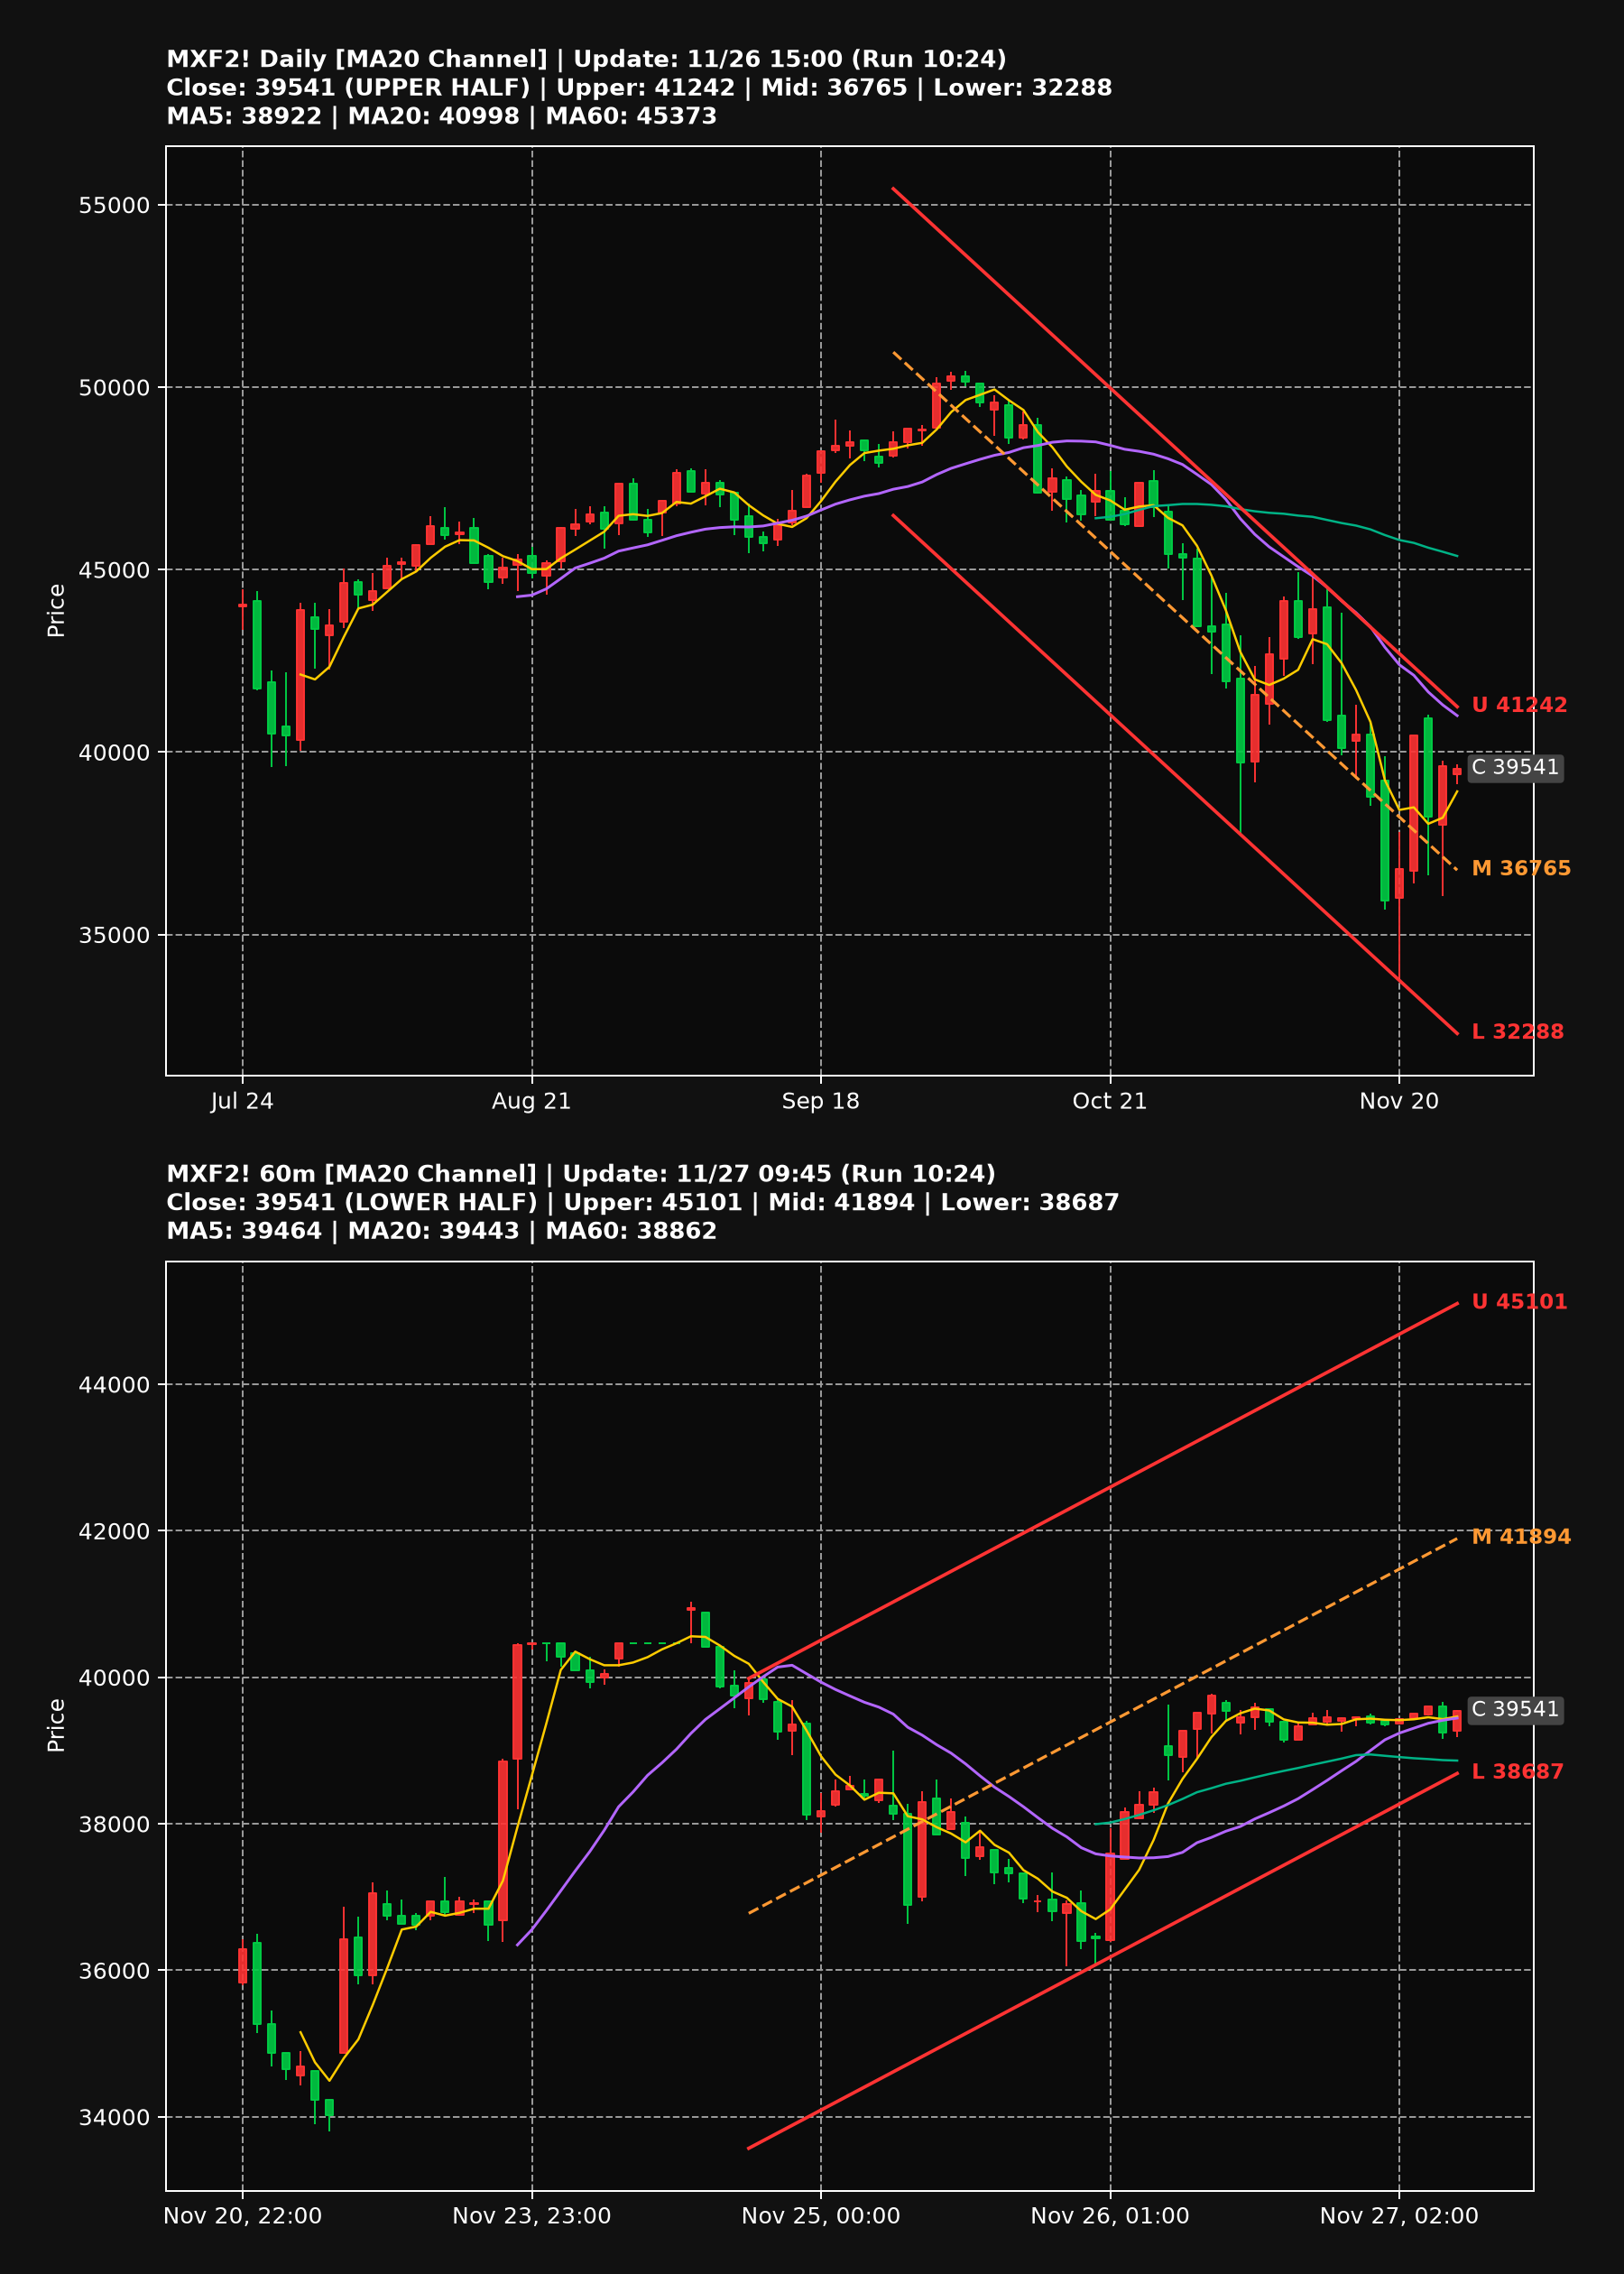 MXF2! Daily [MA20 Channel] | Update: 11/26 15:00 (Run 10:24)
Close: 39541 (UPPER HALF) | Upper: 41242 | Mid: 36765 | Lower: 32288
MA5: 38922 | MA20: 40998 | MA60: 45373
Price
55000
50000
45000
40000
35000
U 41242
C 39541
M 36765
L 32288
Jul 24 Aug 21 Sep 18 Oct 21 Nov 20
MXF2! 60m [MA20 Channel] | Update: 11/27 09:45 (Run 10:24)
Close: 39541 (LOWER HALF) | Upper: 45101 | Mid: 41894 | Lower: 38687
MA5: 39464 | MA20: 39443 | MA60: 38862
Price
44000
42000
40000
38000
36000
34000
U 45101
M 41894
C 39541
L 38687
Nov 20, 22:00 Nov 23, 23:00 Nov 25, 00:00 Nov 26, 01:00 Nov 27, 02:00